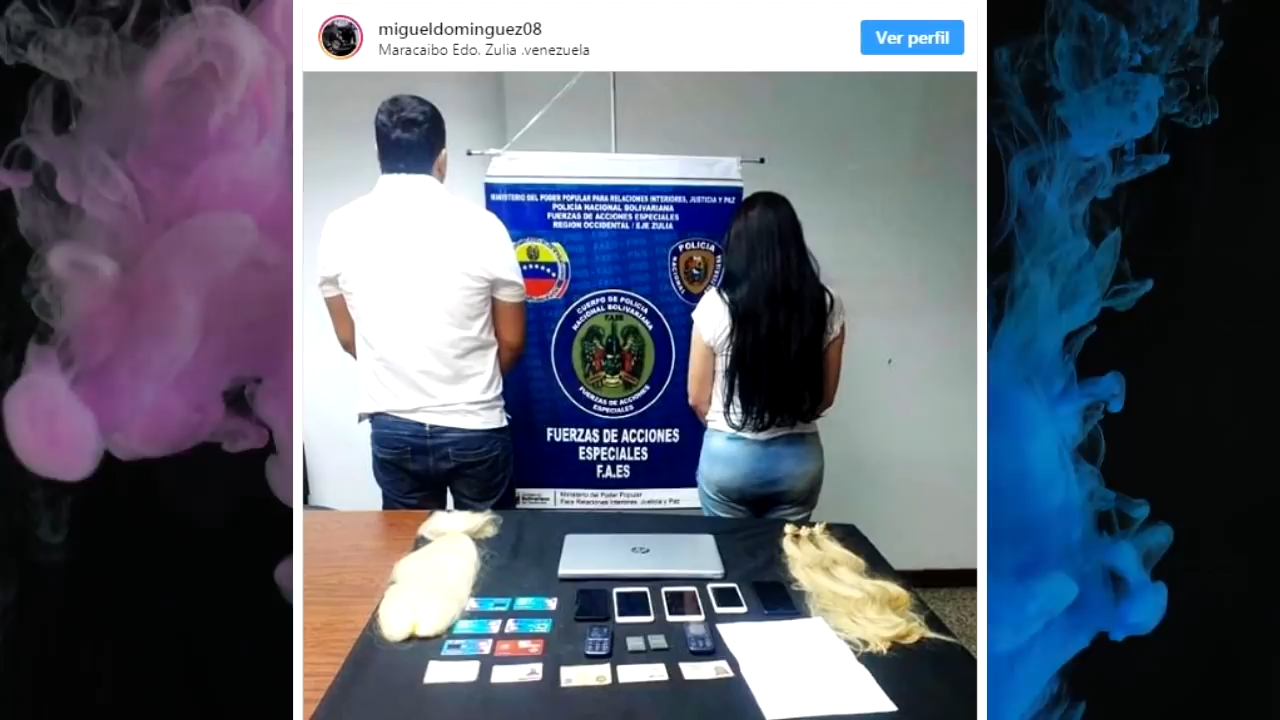 migueldominguez08
Maracaibo Edo. Zulia .venezuela
Ver perfil
MINISTERIO DEL PODER POPULAR PARA RELACIONES INTERIORES, JUSTICIA Y PAZ
POLICÍA NACIONAL BOLIVARIANA
FUERZAS DE ACCIONES ESPECIALES
REGION OCCIDENTAL / EJE ZULIA
POLICIA
NACIONAL
CUERPO DE POLICIA
NACIONAL BOLIVARIANA
FUERZAS DE ACCIONES
ESPECIALES
FUERZAS DE ACCIONES
ESPECIALES
F.A.ES
Ministerio del Poder Popular
Para Relaciones Interiores, Justicia y Paz
hp